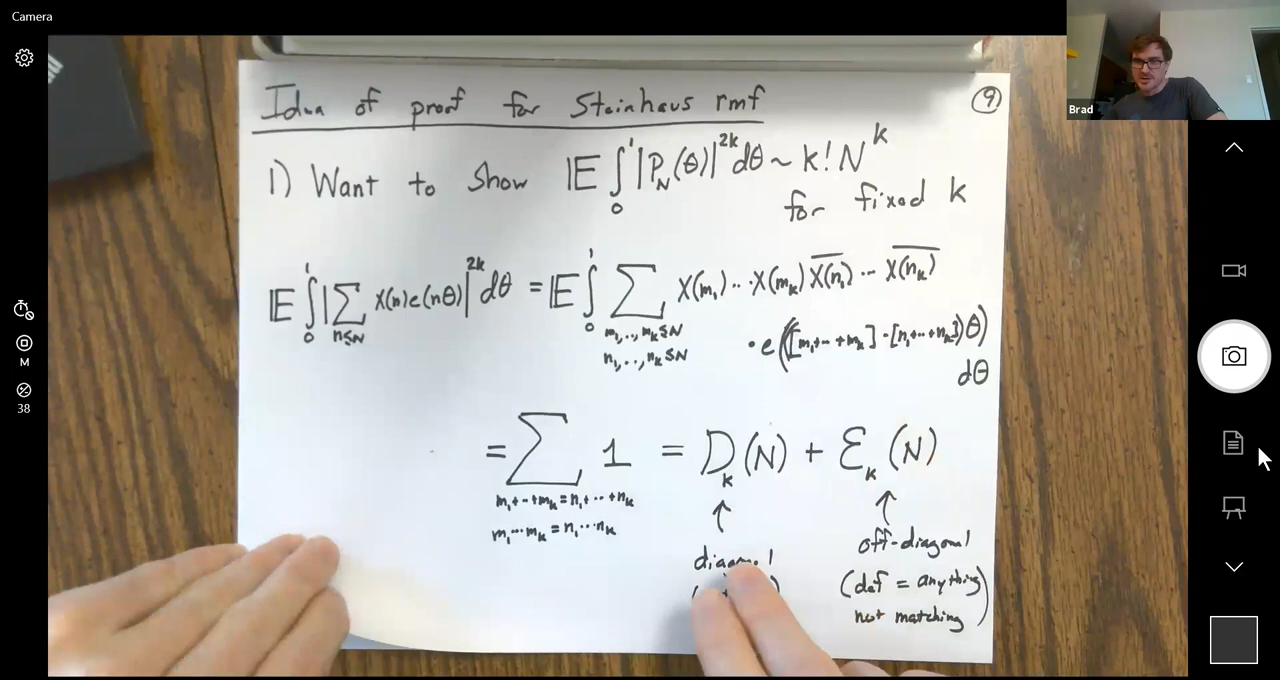 Camera
Brad
M
38
Idea of proof for Steinhaus rmf
⑨
1) Want to show 𝔼 ∫₀¹ |P_N(θ)|^{2k} dθ ~ k! N^k
for fixed k
𝔼 ∫₀¹ |∑_{n≤N} X(n)e(nθ)|^{2k} dθ = 𝔼 ∫₀¹ ∑_{m₁,..,m_k≤N n₁,..,n_k≤N} X(m₁)...X(m_k) \overline{X(n₁)} ... \overline{X(n_k)}
· e(([m₁+..+m_k]-[n₁+..+n_k])θ)
dθ
= ∑_{m₁+..+m_k=n₁+..+n_k m₁...m_k=n₁...n_k} 1 = D_k(N) + ℰ_k(N)
↑ ↑
diagonal off-diagonal
(def = anything
not matching)